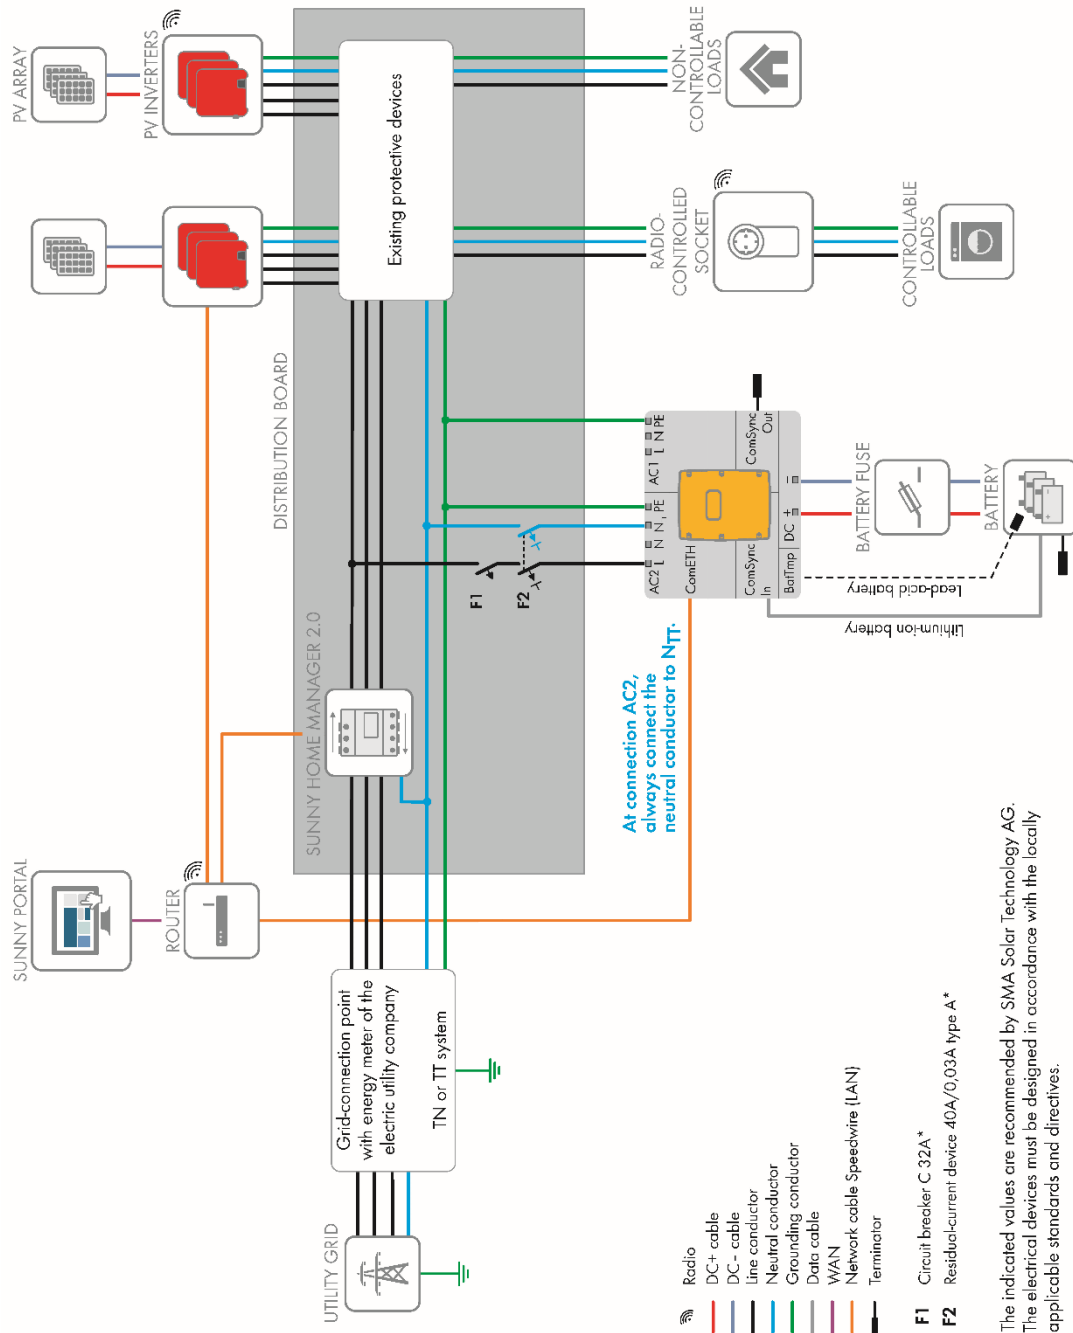 SUNNY PORTAL
PV ARRAY
ROUTER
PV INVERTERS
DISTRIBUTION BOARD
SUNNY HOME MANAGER 2.0
UTILITY GRID
Grid-connection point
with energy meter of the
electric utility company
TN or TT system
Existing protective devices
F1
F2
At connection AC2,
always connect the
neutral conductor to NTT.
RADIO-
CONTROLLED
SOCKET
NON-
CONTROLLABLE
LOADS
AC2 L N N, PE
AC1 L N PE
ComETH
ComSync
In
ComSync
Out
BatTmp
DC + –
BATTERY FUSE
CONTROLLABLE
LOADS
Lithium-ion battery
Lead-acid battery
BATTERY
Radio
DC+ cable
DC– cable
Line conductor
Neutral conductor
Grounding conductor
Data cable
WAN
Network cable Speedwire (LAN)
Terminator
F1 Circuit breaker C 32A*
F2 Residual-current device 40A/0,03A type A*
The indicated values are recommended by SMA Solar Technology AG.
The electrical devices must be designed in accordance with the locally
applicable standards and directives.